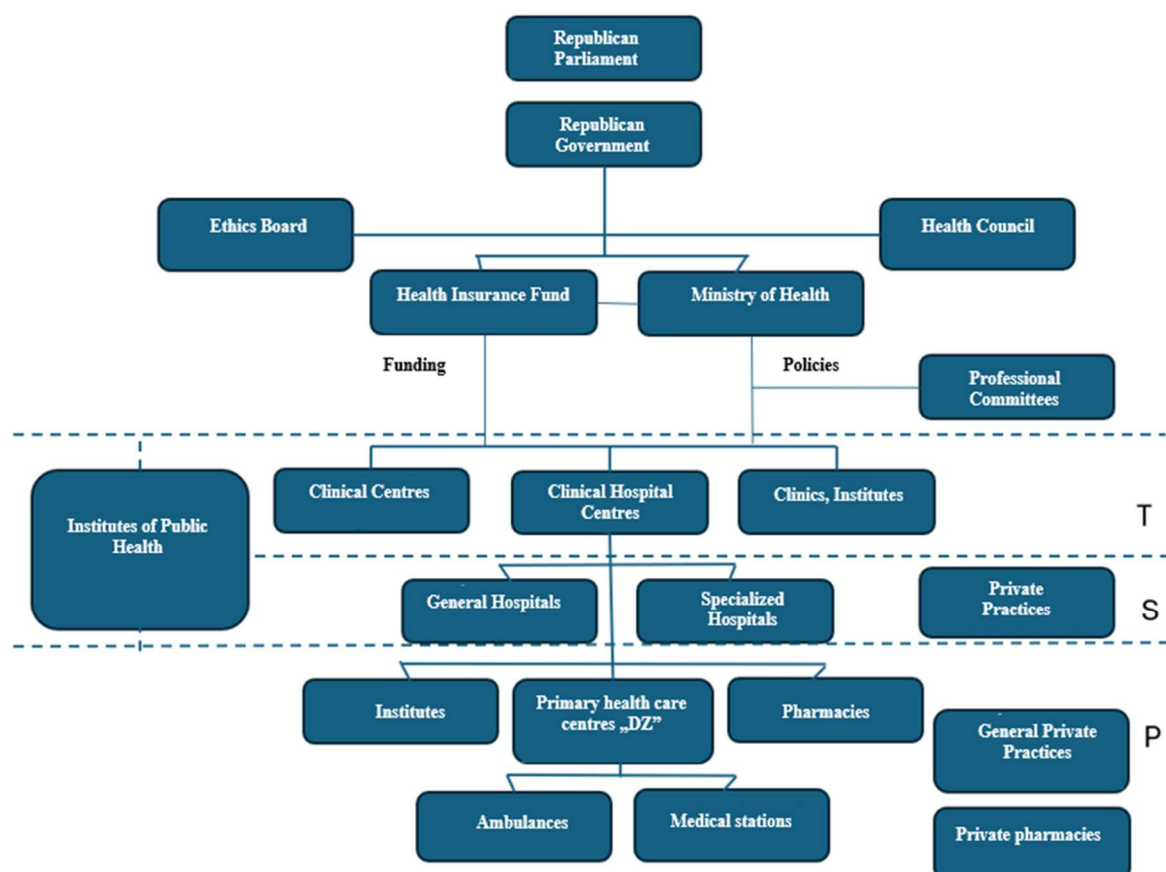 Republican
Parliament
Republican
Government
Ethics Board
Health Council
Health Insurance Fund
Ministry of Health
Funding
Policies
Professional
Committees
Clinical Centres
Clinical Hospital
Centres
Clinics, Institutes
Institutes of Public
Health
T
General Hospitals
Specialized
Hospitals
Private
Practices
S
Institutes
Primary health care
centres „DZ”
Pharmacies
General Private
Practices
P
Ambulances
Medical stations
Private pharmacies